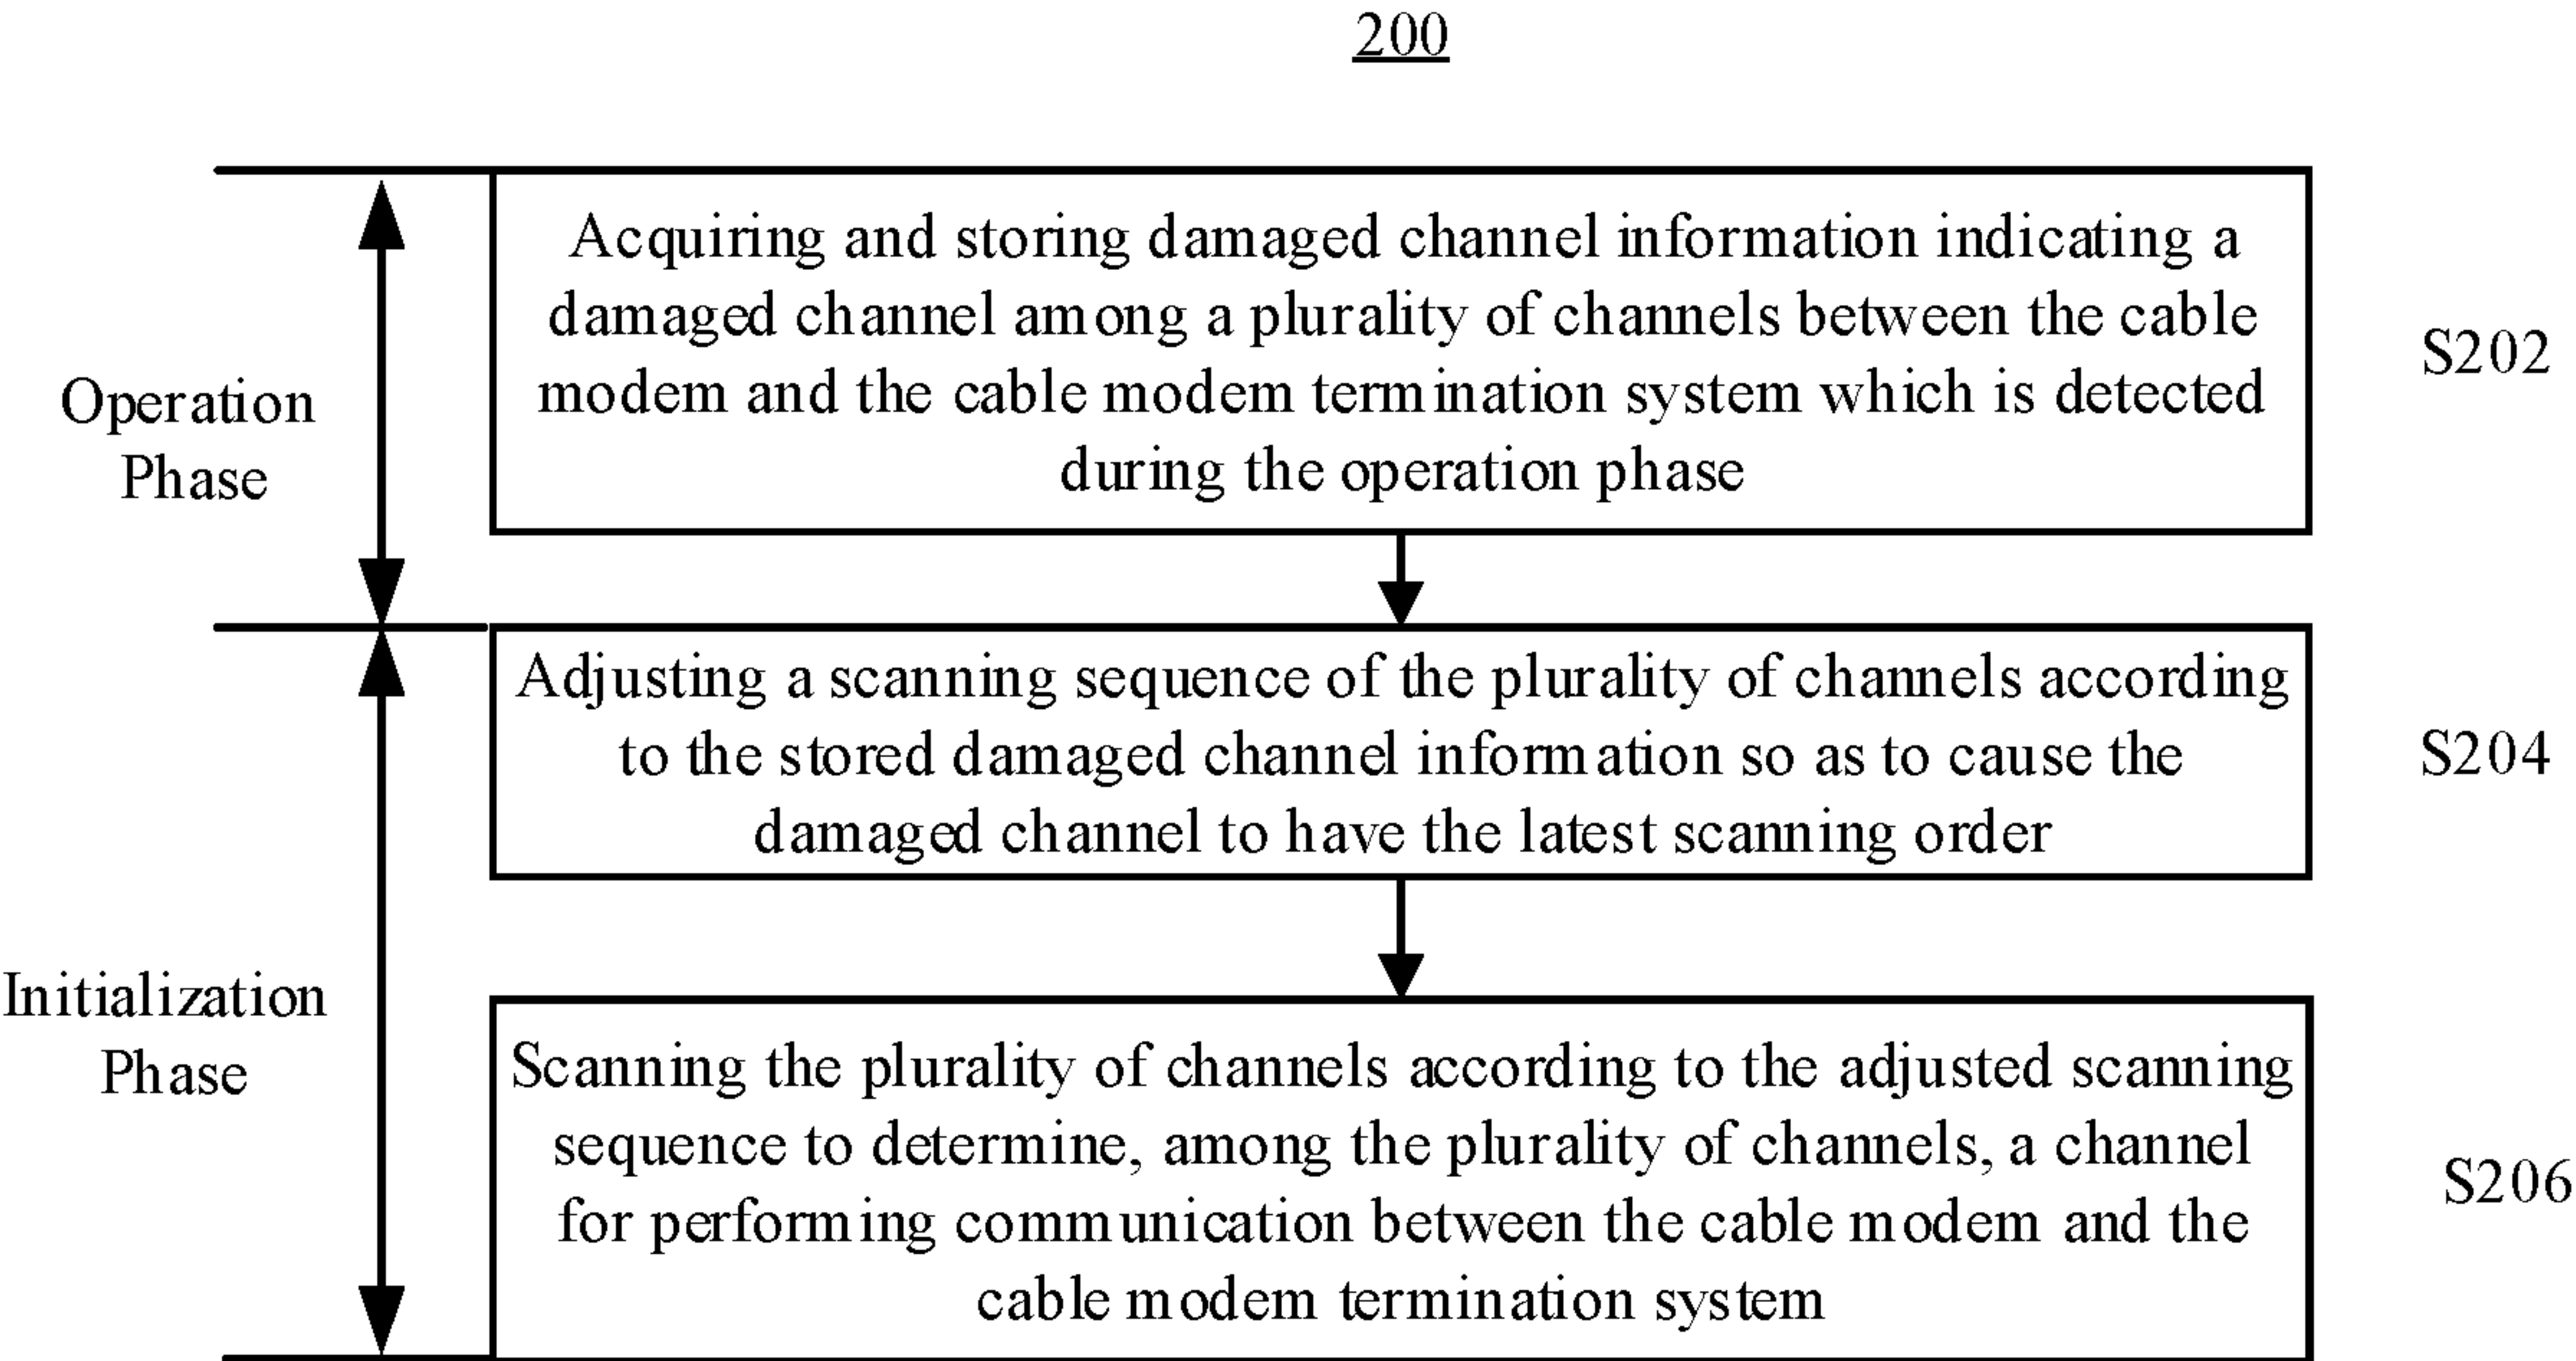 200
Acquiring and storing damaged channel information indicating a
damaged channel among a plurality of channels between the cable
modem and the cable modem termination system which is detected
during the operation phase
S202
Operation
Phase
Adjusting a scanning sequence of the plurality of channels according
to the stored damaged channel information so as to cause the
damaged channel to have the latest scanning order
S204
Initialization
Phase
Scanning the plurality of channels according to the adjusted scanning
sequence to determine, among the plurality of channels, a channel
for performing communication between the cable modem and the
cable modem termination system
S206